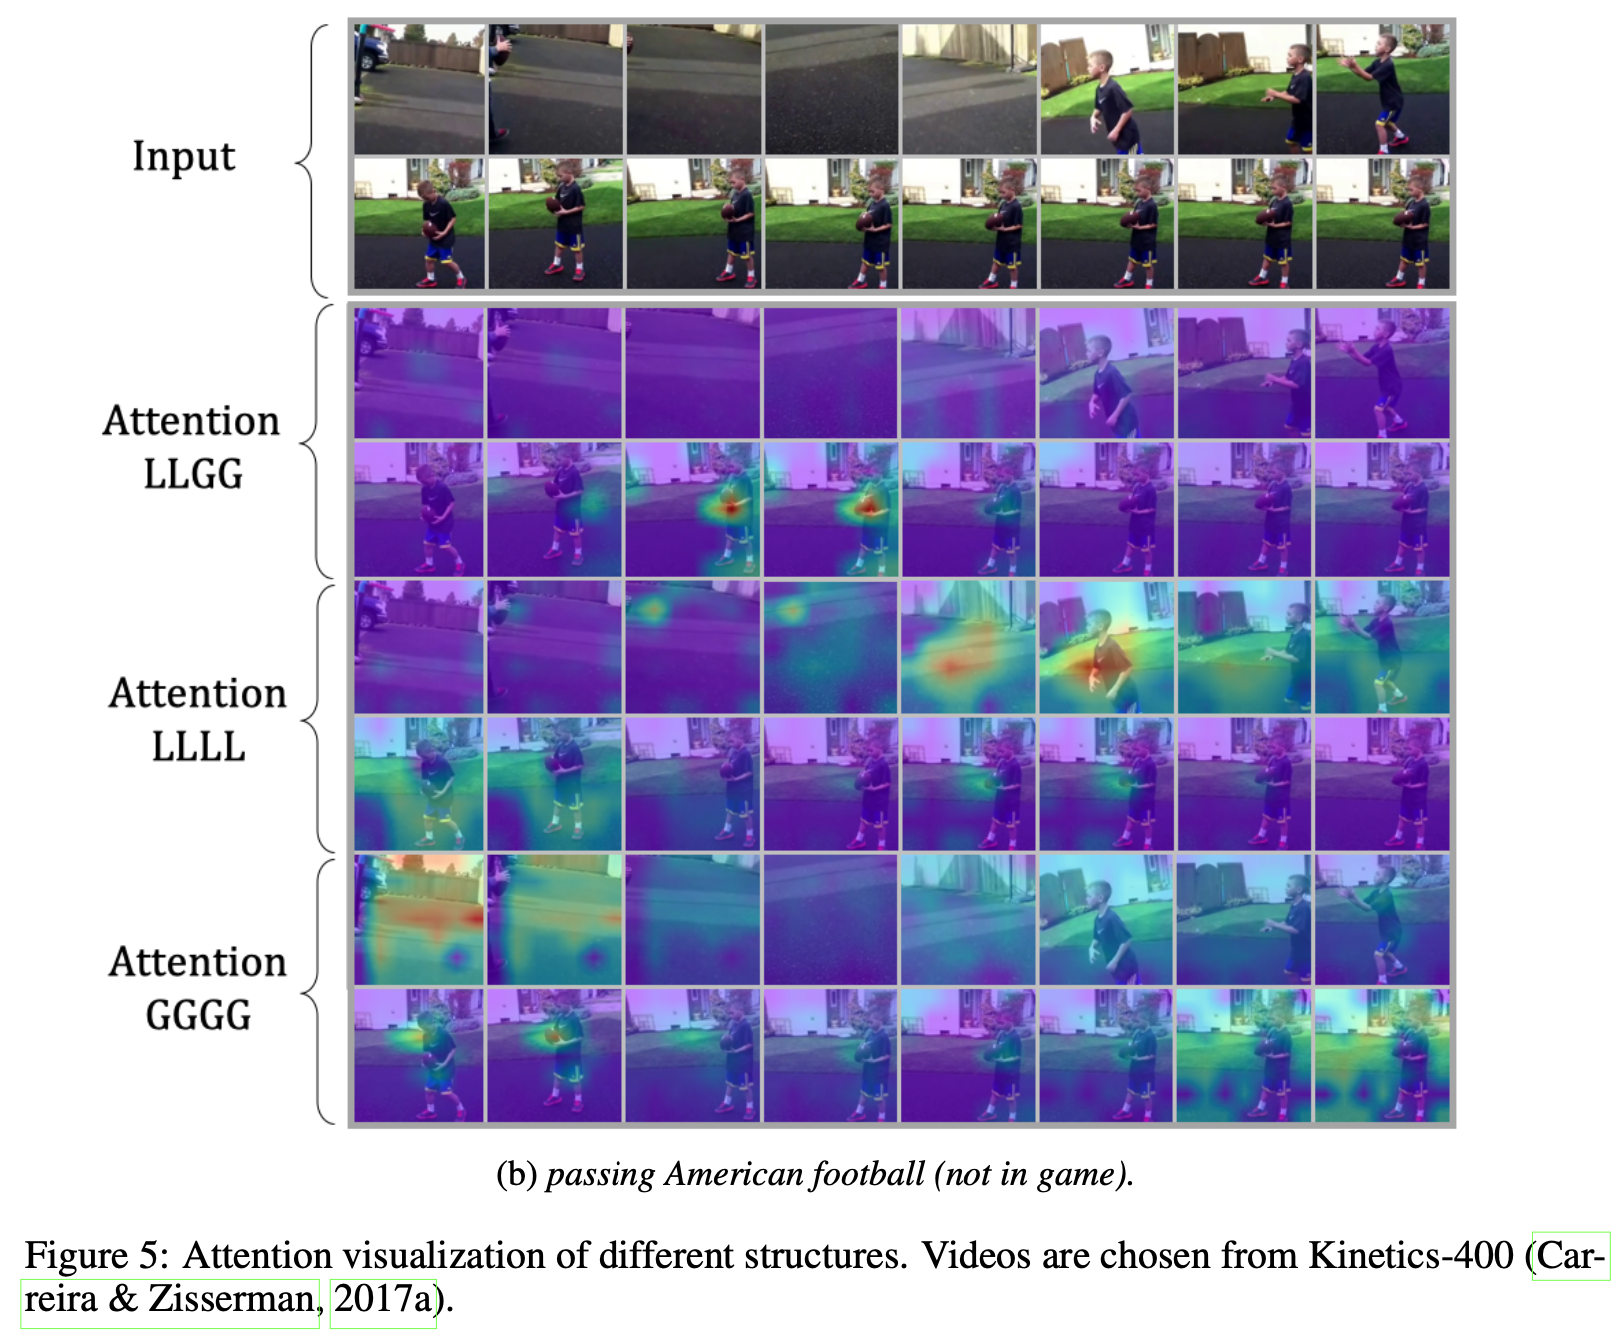 Input
Attention
LLGG
Attention
LLLL
Attention
GGGG
(b) passing American football (not in game).
Figure 5: Attention visualization of different structures. Videos are chosen from Kinetics-400 (Car-
reira & Zisserman, 2017a).